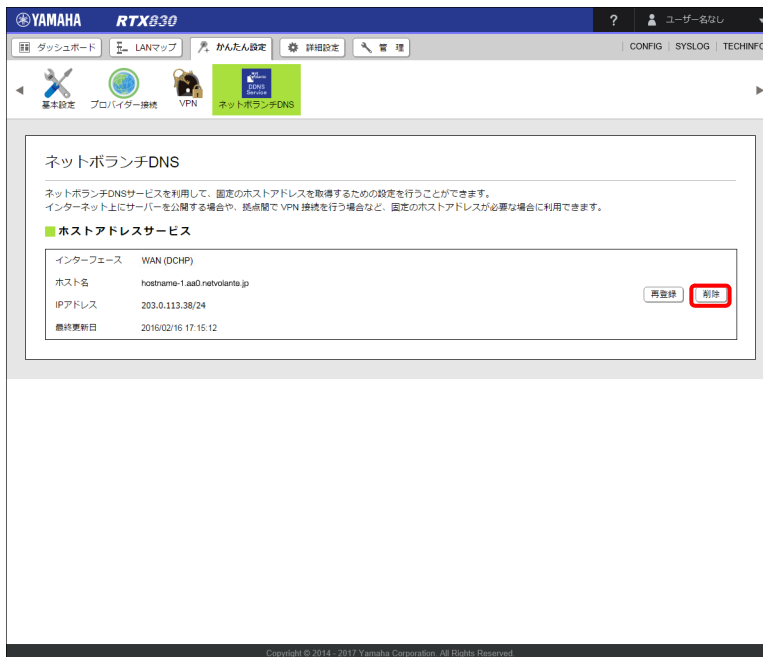 YAMAHA RTX830 ? ユーザー名なし
ダッシュボード LANマップ かんたん設定 詳細設定 管理 CONFIG SYSLOG TECHINFO
基本設定 プロバイダー接続 VPN Net Volante DDNS Service ネットボランチDNS
ネットボランチDNS
ネットボランチDNSサービスを利用して、固定のホストアドレスを取得するための設定を行うことができます。
インターネット上にサーバーを公開する場合や、拠点間で VPN 接続を行う場合など、固定のホストアドレスが必要な場合に利用できます。
ホストアドレスサービス
インターフェース WAN (DCHP)
ホスト名 hostname-1.aa0.netvolante.jp
IPアドレス 203.0.113.38/24
再登録 削除
最終更新日 2016/02/16 17:15:12
Copyright © 2014 - 2017 Yamaha Corporation. All Rights Reserved.